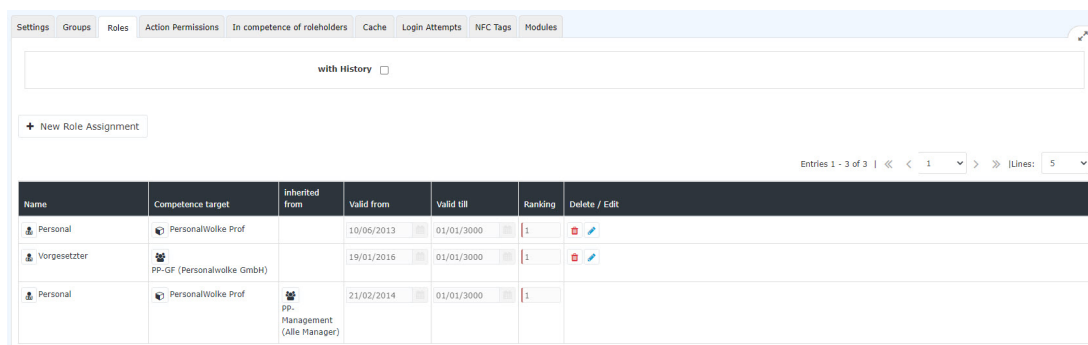 Settings Groups Roles Action Permissions In competence of roleholders Cache Login Attempts NFC Tags Modules
with History
+ New Role Assignment
Entries 1 - 3 of 3 | « < 1 > » |Lines: 5
Name Competence target inherited from Valid from Valid till Ranking Delete / Edit
Personal PersonalWolke Prof 10/06/2013 01/01/3000 1
Vorgesetzter PP-GF (Personalwolke GmbH) 19/01/2016 01/01/3000 1
Personal PersonalWolke Prof PP-Management (Alle Manager) 21/02/2014 01/01/3000 1